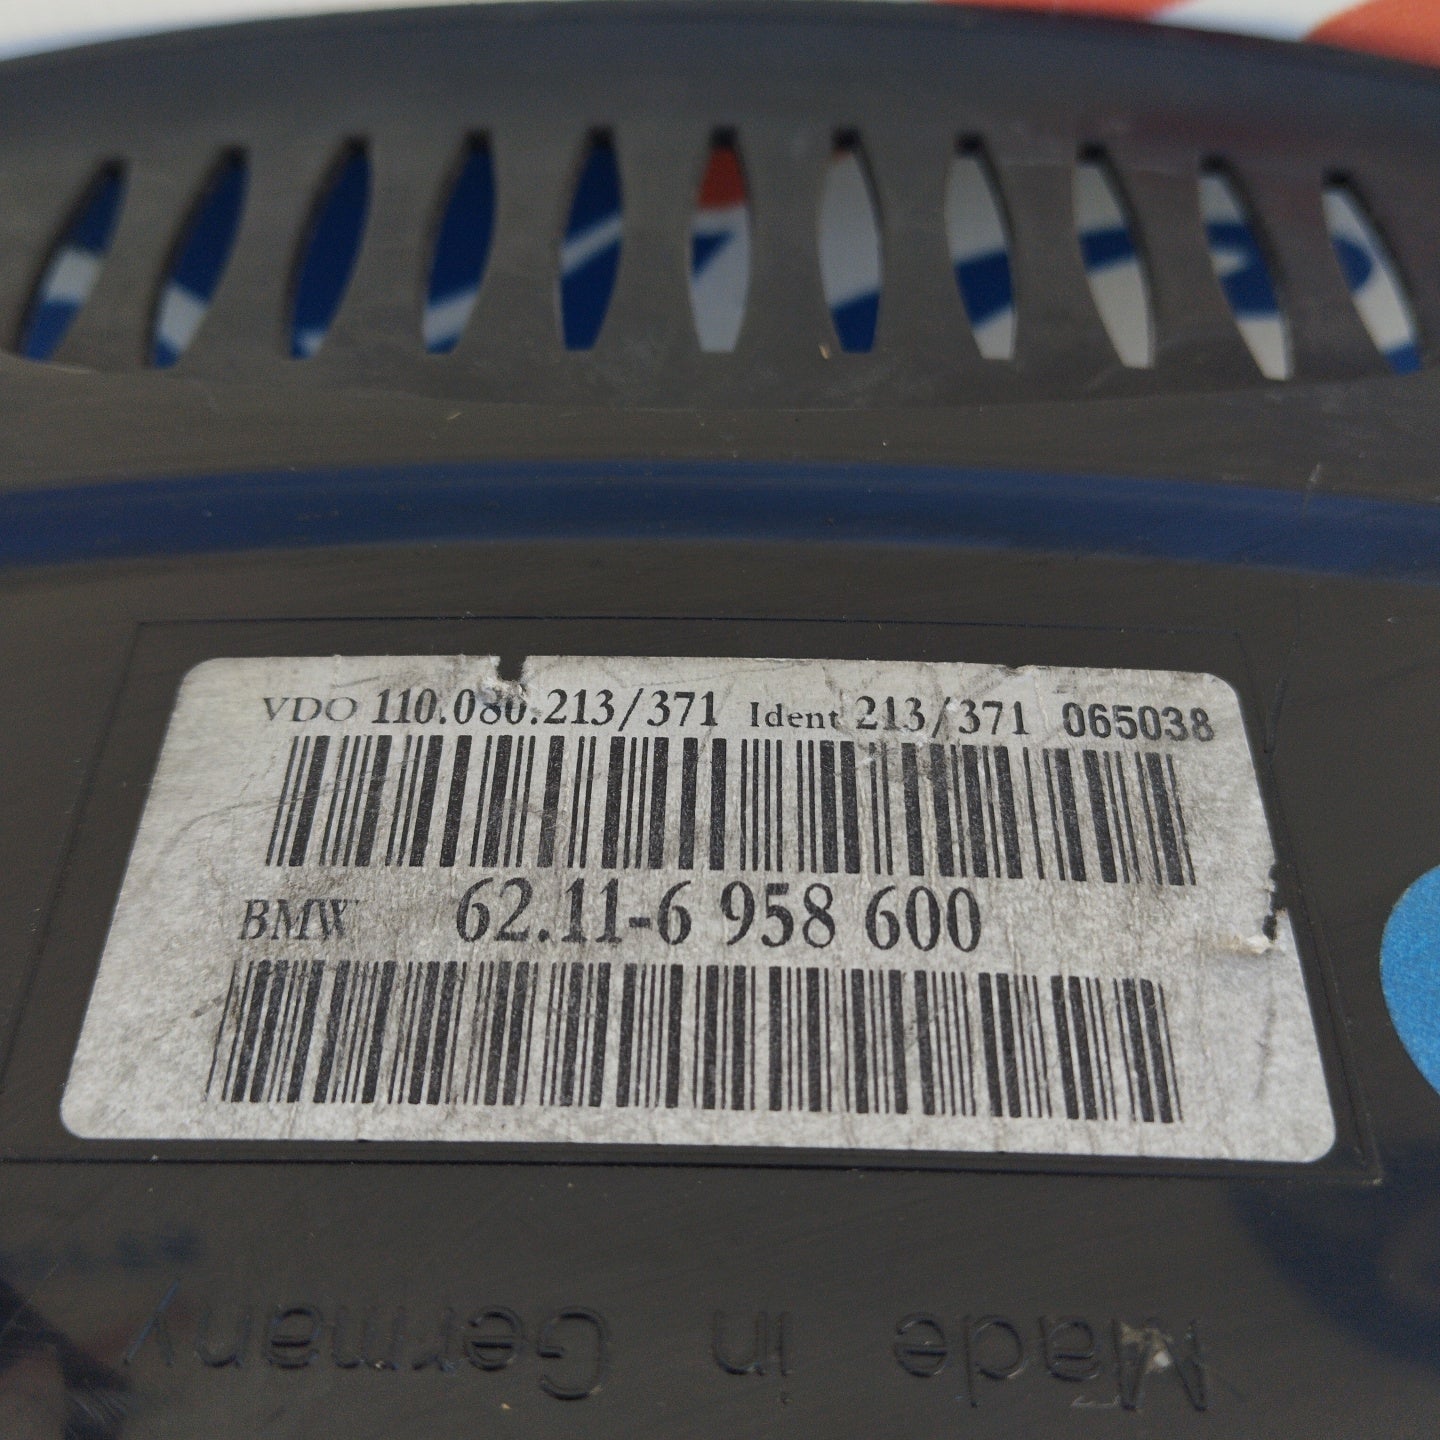 VDO 110.080.213/371 Ident 213/371 065038
BMW 62.11-6 958 600
Made in Germany